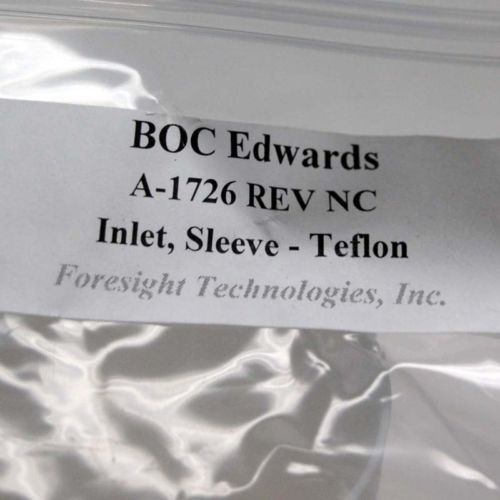 BOC Edwards
A-1726 REV NC
Inlet, Sleeve - Teflon
Foresight Technologies, Inc.